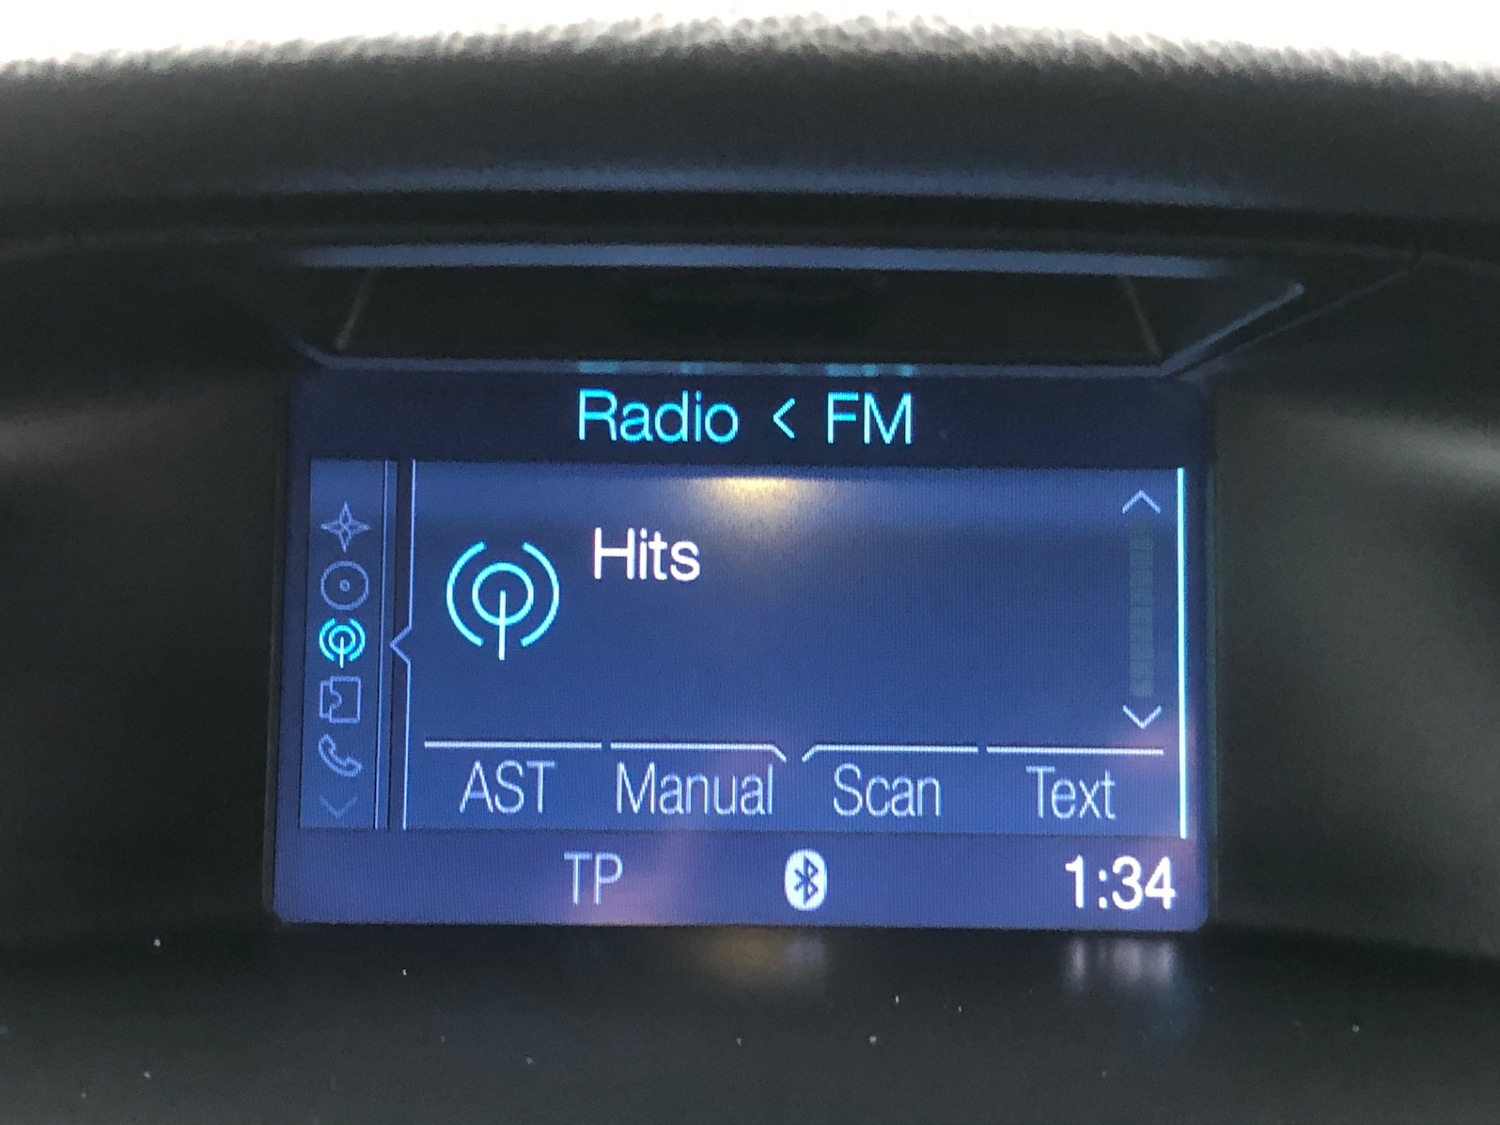 Radio < FM
Hits
AST Manual Scan Text
TP 1:34